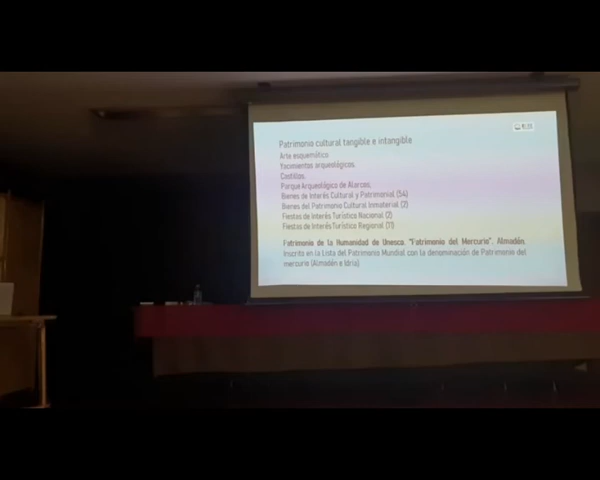 Patrimonio cultural tangible e intangible
Arte esquemático
Yacimientos arqueológicos.
Castillos.
Parque Arqueológico de Alarcos.
Bienes de Interés Cultural y Patrimonial (54)
Bienes del Patrimonio Cultural Inmaterial (2)
Fiestas de Interés Turístico Nacional (2)
Fiestas de Interés Turístico Regional (11)
Patrimonio de la Humanidad de Unesco. "Patrimonio del Mercurio". Almadén.
Inscrito en la Lista del Patrimonio Mundial con la denominación de Patrimonio del
mercurio (Almadén e Idria)